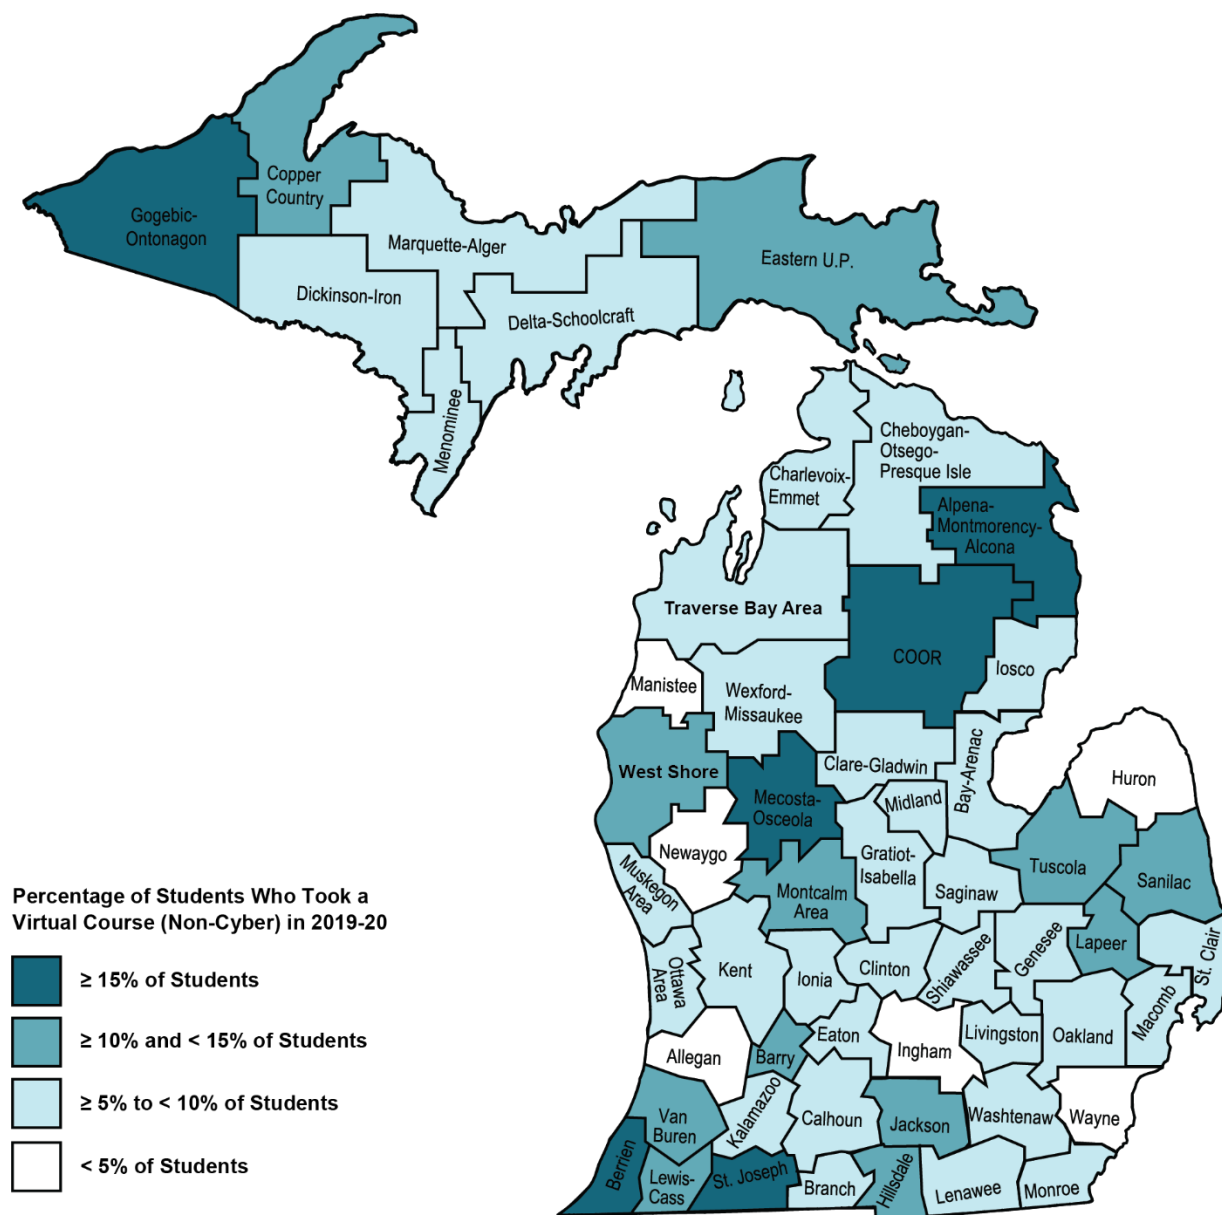 Copper
Country
Gogebic-
Ontonagon
Marquette-Alger
Eastern U.P.
Dickinson-Iron
Delta-Schoolcraft
Menominee
Cheboygan-
Otsego-
Presque Isle
Charlevoix-
Emmet
Alpena-
Montmorency-
Alcona
Traverse Bay Area
COOR
Iosco
Manistee
Wexford-
Missaukee
West Shore
Clare-Gladwin
Bay-Arenac
Huron
Mecosta-
Osceola
Midland
Newaygo
Gratiot-
Isabella
Tuscola
Sanilac
Muskegon
Area
Montcalm
Area
Saginaw
Lapeer
St. Clair
Ottawa
Area
Kent
Ionia
Clinton
Shiawassee
Genesee
Macomb
Allegan
Barry
Eaton
Ingham
Livingston
Oakland
Van
Buren
Kalamazoo
Calhoun
Jackson
Washtenaw
Wayne
Berrien
Lewis-
Cass
St. Joseph
Branch
Hillsdale
Lenawee
Monroe
Percentage of Students Who Took a
Virtual Course (Non-Cyber) in 2019-20
≥ 15% of Students
≥ 10% and < 15% of Students
≥ 5% to < 10% of Students
< 5% of Students